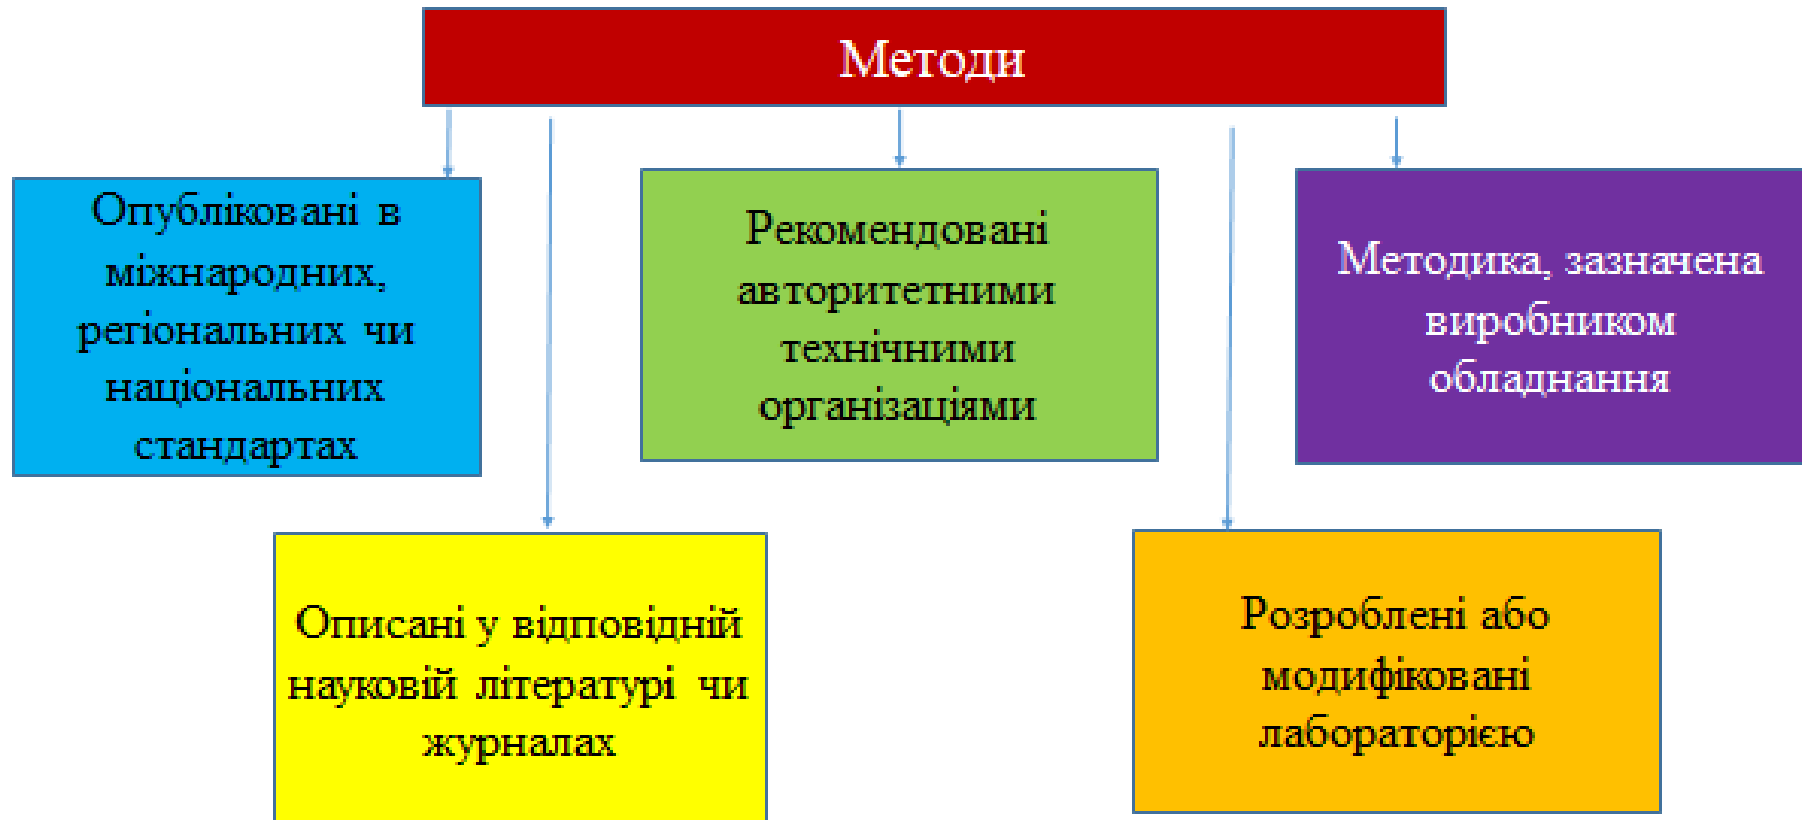 Методи
Опубліковані в
міжнародних,
регіональних чи
національних
стандартах
Рекомендовані
авторитетними
технічними
організаціями
Методика, зазначена
виробником
обладнання
Описані у відповідній
науковій літературі чи
журналах
Розроблені або
модифіковані
лабораторією